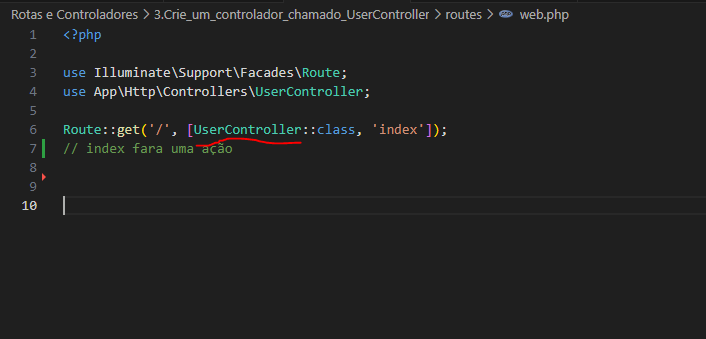 Rotas e Controladores > 3.Crie_um_controlador_chamado_UserController > routes > web.php
1 <?php
2
3 use Illuminate\Support\Facades\Route;
4 use App\Http\Controllers\UserController;
5
6 Route::get('/', [UserController::class, 'index']);
7 // index fara uma ação
8
9
10